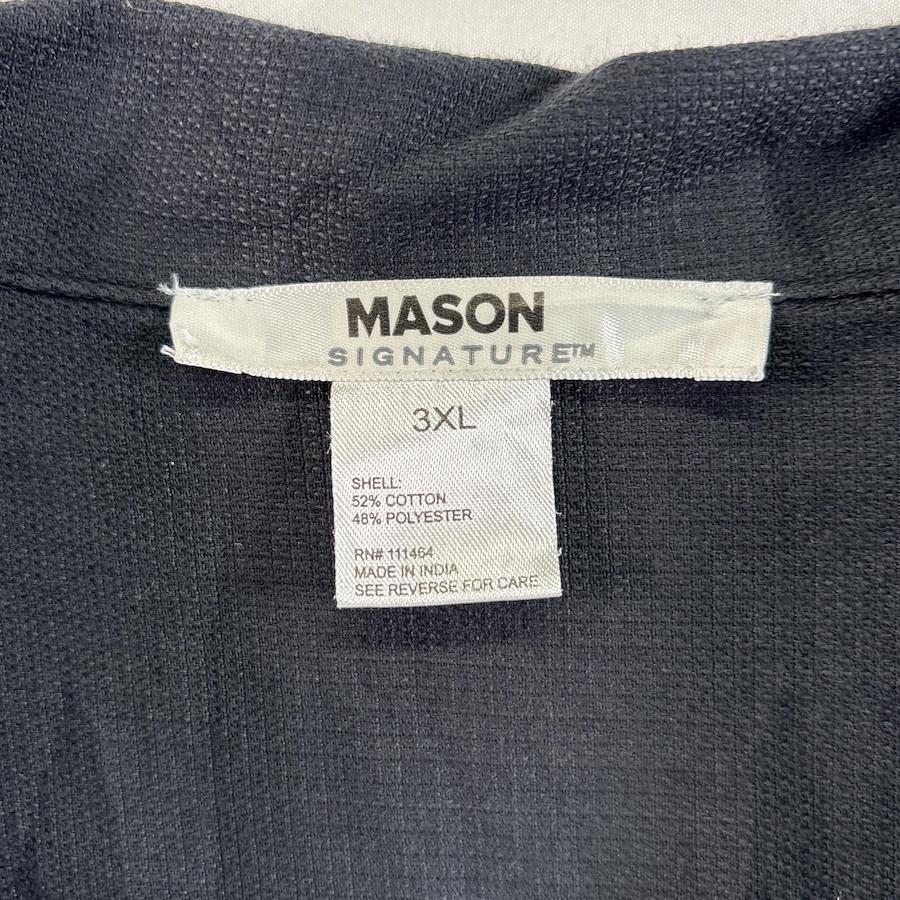 MASON
SIGNATURE™
3XL
SHELL:
52% COTTON
48% POLYESTER
RN# 111464
MADE IN INDIA
SEE REVERSE FOR CARE